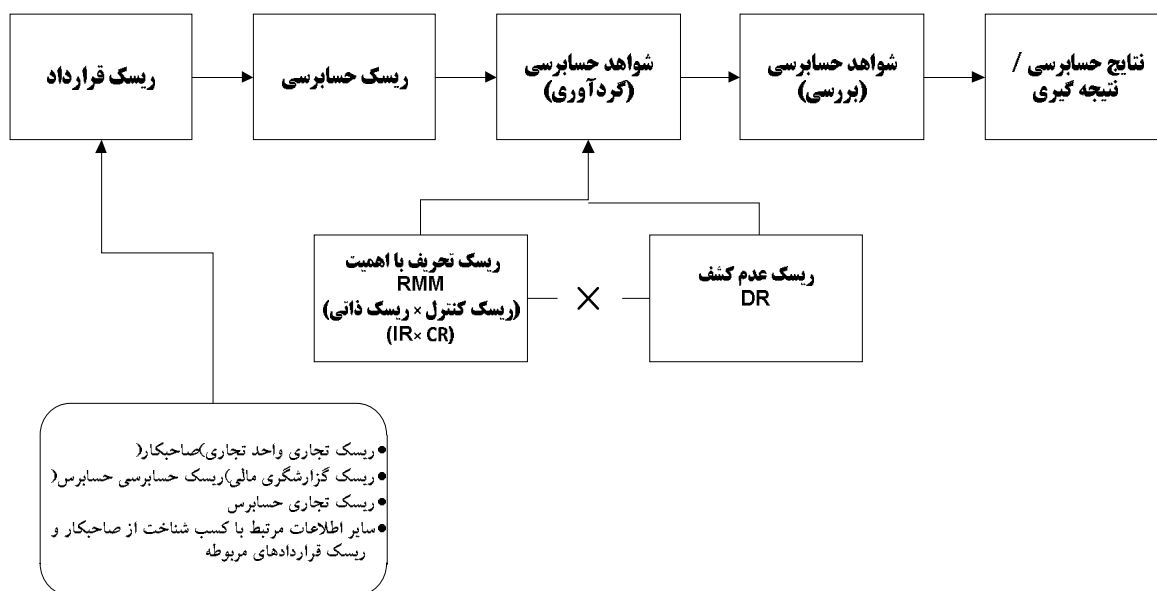 ریسک قرارداد
ریسک حسابرسی
شواهد حسابرسی
(گردآوری)
شواهد حسابرسی
(بررسی)
نتایج حسابرسی /
نتیجه گیری
ریسک تحریف با اهمیت
RMM
(ریسک کنترل × ریسک ذاتی)
(IR× CR)
×
ریسک عدم کشف
DR
●ریسک تجاری واحد تجاری)صاحبکار(
●ریسک گزارشگری مالی)ریسک حسابرسی حسابرس(
●ریسک تجاری حسابرس
●سایر اطلاعات مرتبط با کسب شناخت از صاحبکار و
ریسک قراردادهای مربوطه